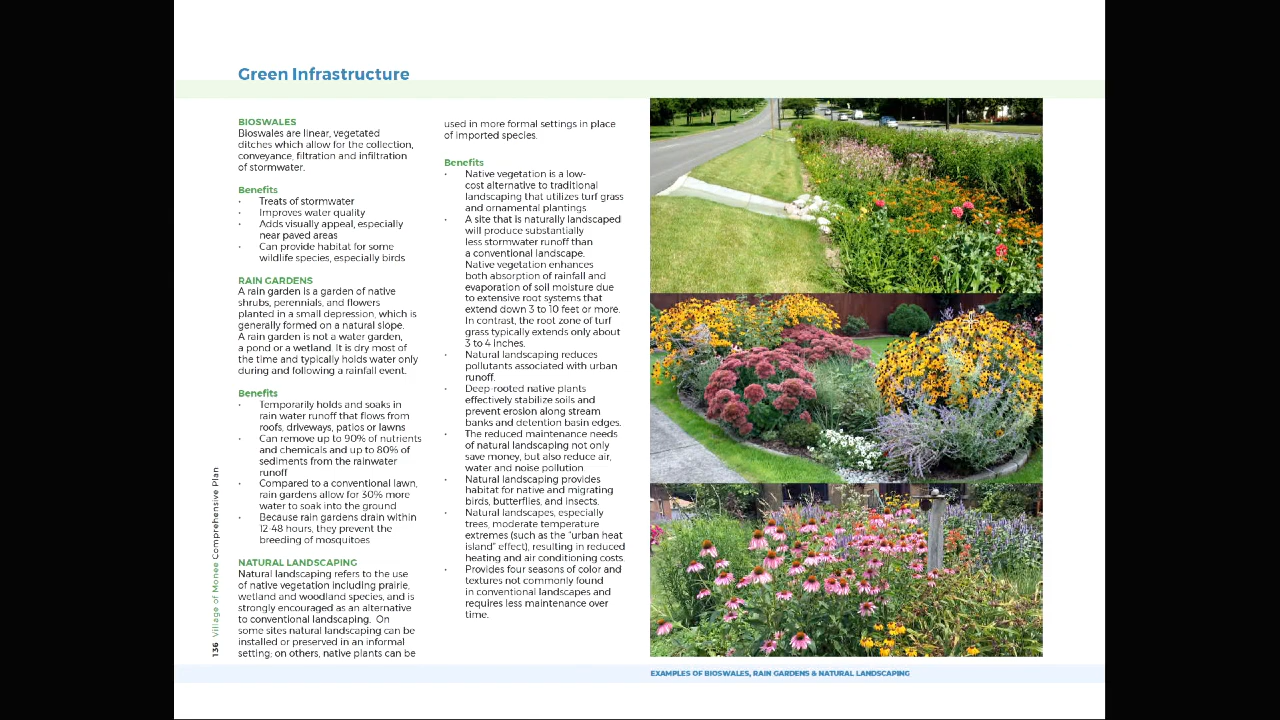 Green Infrastructure
BIOSWALES
Bioswales are linear, vegetated
ditches which allow for the collection,
conveyance, filtration and infiltration
of stormwater.
Benefits
• Treats of stormwater
• Improves water quality
• Adds visually appeal, especially
near paved areas
• Can provide habitat for some
wildlife species, especially birds
RAIN GARDENS
A rain garden is a garden of native
shrubs, perennials, and flowers
planted in a small depression, which is
generally formed on a natural slope.
A rain garden is not a water garden,
a pond or a wetland. It is dry most of
the time and typically holds water only
during and following a rainfall event.
Benefits
• Temporarily holds and soaks in
rain water runoff that flows from
roofs, driveways, patios or lawns
• Can remove up to 90% of nutrients
and chemicals and up to 80% of
sediments from the rainwater
runoff
• Compared to a conventional lawn,
rain gardens allow for 30% more
water to soak into the ground
• Because rain gardens drain within
12-48 hours, they prevent the
breeding of mosquitoes
NATURAL LANDSCAPING
Natural landscaping refers to the use
of native vegetation including prairie,
wetland and woodland species, and is
strongly encouraged as an alternative
to conventional landscaping. On
some sites natural landscaping can be
installed or preserved in an informal
setting; on others, native plants can be
used in more formal settings in place
of imported species.
Benefits
• Native vegetation is a low-
cost alternative to traditional
landscaping that utilizes turf grass
and ornamental plantings.
• A site that is naturally landscaped
will produce substantially
less stormwater runoff than
a conventional landscape.
Native vegetation enhances
both absorption of rainfall and
evaporation of soil moisture due
to extensive root systems that
extend down 3 to 10 feet or more.
In contrast, the root zone of turf
grass typically extends only about
3 to 4 inches.
• Natural landscaping reduces
pollutants associated with urban
runoff.
• Deep-rooted native plants
effectively stabilize soils and
prevent erosion along stream
banks and detention basin edges.
• The reduced maintenance needs
of natural landscaping not only
save money, but also reduce air,
water and noise pollution
• Natural landscaping provides
habitat for native and migrating
birds, butterflies, and insects.
• Natural landscapes, especially
trees, moderate temperature
extremes (such as the "urban heat
island" effect), resulting in reduced
heating and air conditioning costs.
• Provides four seasons of color and
textures not commonly found
in conventional landscapes and
requires less maintenance over
time.
EXAMPLES OF BIOSWALES, RAIN GARDENS & NATURAL LANDSCAPING
136 Village of Monee Comprehensive Plan